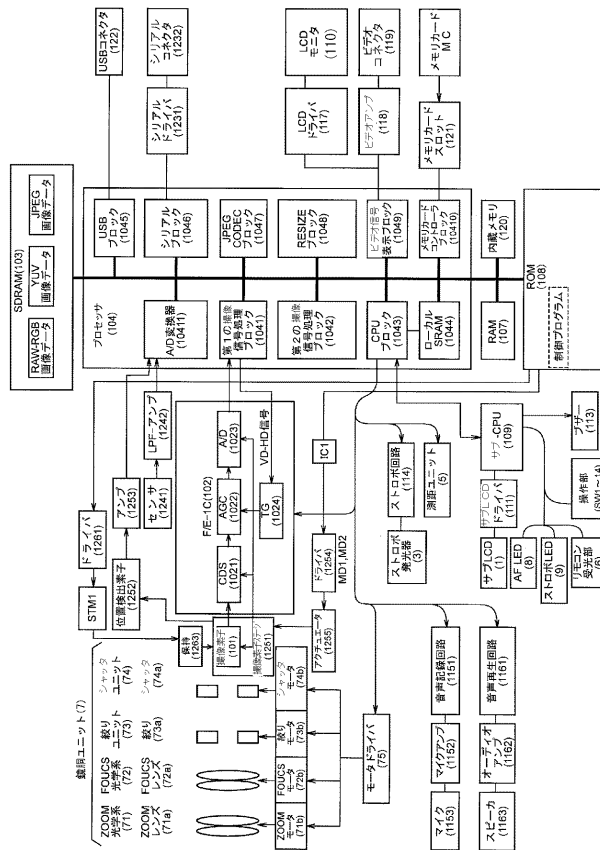 鏡胴ユニット(7)
ZOOM
光学系
(71)
FOUCS
光学系
(72)
絞り
ユニット
(73)
シャッタ
ユニット
(74)
ZOOM
レンズ
(71a)
FOUCS
レンズ
(72a)
絞り
(73a)
シャッタ
(74a)
ZOOM
モータ
(71b)
FOUCS
モータ
(72b)
絞り
モータ
(73b)
シャッタ
モータ
(74b)
モータドライバ
(75)
STM1
ドライバ
(1261)
保持
(1263)
位置検出素子
(1252)
アンプ
(1253)
センサ
(1241)
LPF-アンプ
(1242)
撮像素子
(101)
撮像素子ステージ
(1251)
アクチュエータ
(1255)
ドライバ
(1254)
MD1,MD2
IC1
F/E-1C(102)
CDS
(1021)
AGC
(1022)
A/D
(1023)
TG
(1024)
VD-HD信号
SDRAM(103)
RAW-RGB
画像データ
YUV
画像データ
JPEG
画像データ
プロセッサ
(104)
A/D変換器
(10411)
第1の撮像
信号処理
ブロック
(1041)
第2の撮像
信号処理
ブロック
(1042)
CPU
ブロック
(1043)
ローカル
SRAM
(1044)
USB
ブロック
(1045)
シリアル
ブロック
(1046)
JPEG
CODEC
ブロック
(1047)
RESIZE
ブロック
(1048)
ビデオ信号
表示ブロック
(1049)
メモリカード
コントローラ
ブロック
(10410)
USBコネクタ
(122)
シリアル
ドライバ
(1231)
シリアル
コネクタ
(1232)
LCD
ドライバ
(117)
LCD
モニタ
(110)
ビデオアンプ
(118)
ビデオ
コネクタ
(119)
メモリカード
スロット
(121)
メモリカード
MC
RAM
(107)
内蔵メモリ
(120)
ROM
(108)
制御プログラム
ストロボ回路
(114)
ストロボ
発光器
(3)
測距ユニット
(5)
サブ-CPU
(109)
サブLCD
ドライバ
(111)
サブLCD
(1)
AF LED
(8)
ストロボLED
(9)
リモコン
受光部
(6)
操作部
(SW1~14)
ブザー
(113)
音声記録回路
(1151)
マイクアンプ
(1152)
マイク
(1153)
音声再生回路
(1161)
オーディオ
アンプ
(1162)
スピーカ
(1163)